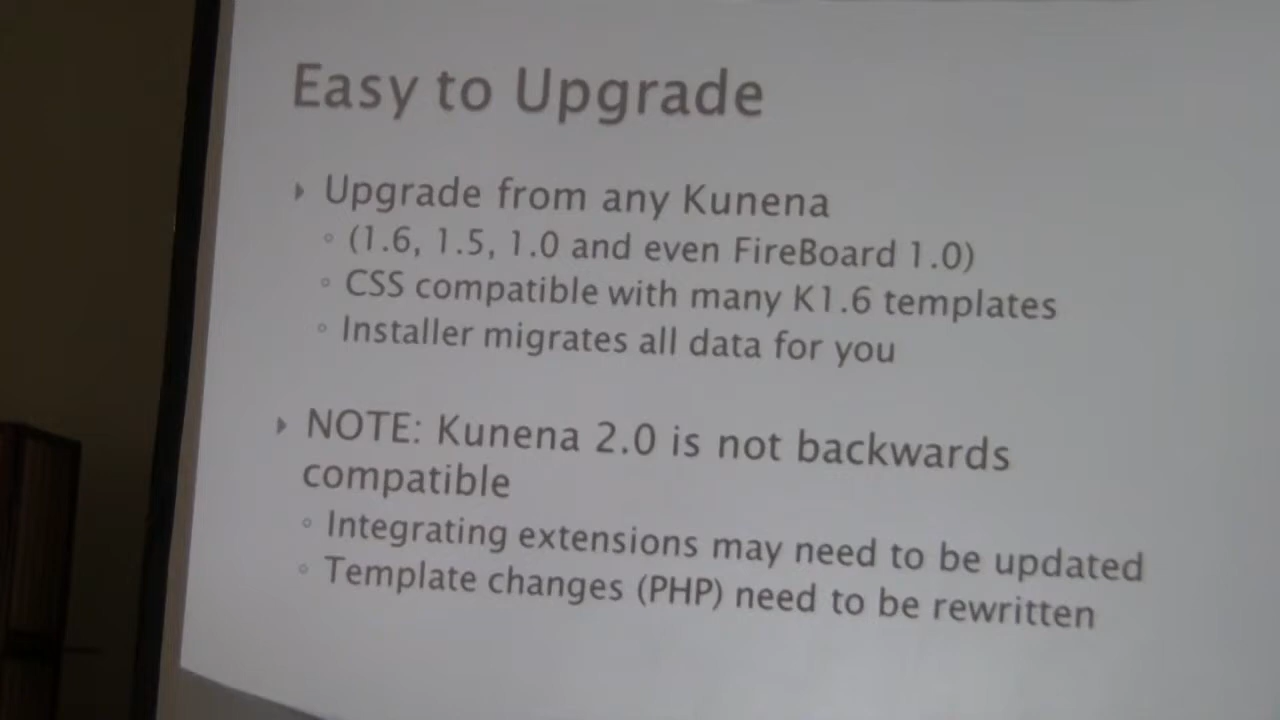 Easy to Upgrade
Upgrade from any Kunena
(1.6, 1.5, 1.0 and even FireBoard 1.0)
CSS compatible with many K1.6 templates
Installer migrates all data for you
NOTE: Kunena 2.0 is not backwards
compatible
Integrating extensions may need to be updated
Template changes (PHP) need to be rewritten